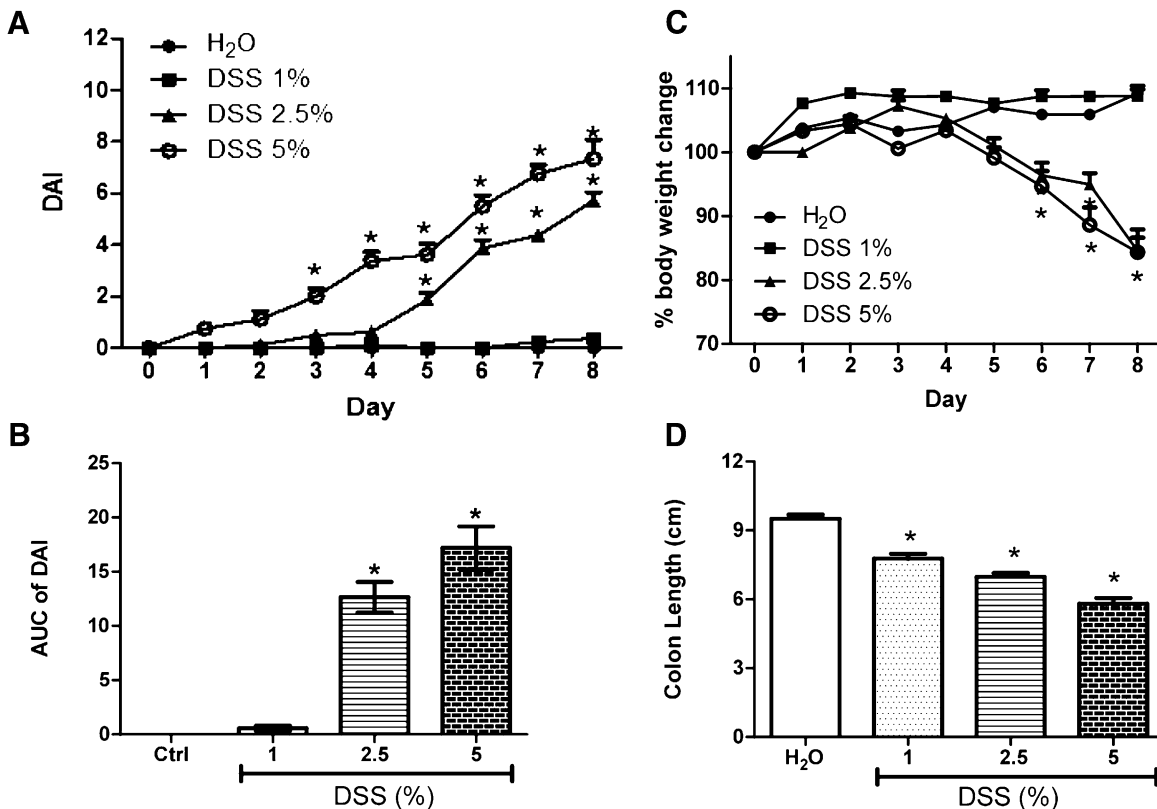 A
12
10
8
6
4
2
0
DAI
H₂O
DSS 1%
DSS 2.5%
DSS 5%
* * * * * *
* * * *
0 1 2 3 4 5 6 7 8
Day
B
25
20
15
10
5
0
AUC of DAI
* *
Ctrl 1 2.5 5
DSS (%)
C
110
100
90
80
70
% body weight change
H₂O
DSS 1%
DSS 2.5%
DSS 5%
* * * *
0 1 2 3 4 5 6 7 8
Day
D
12
9
6
3
0
Colon Length (cm)
* * *
H₂O 1 2.5 5
DSS (%)